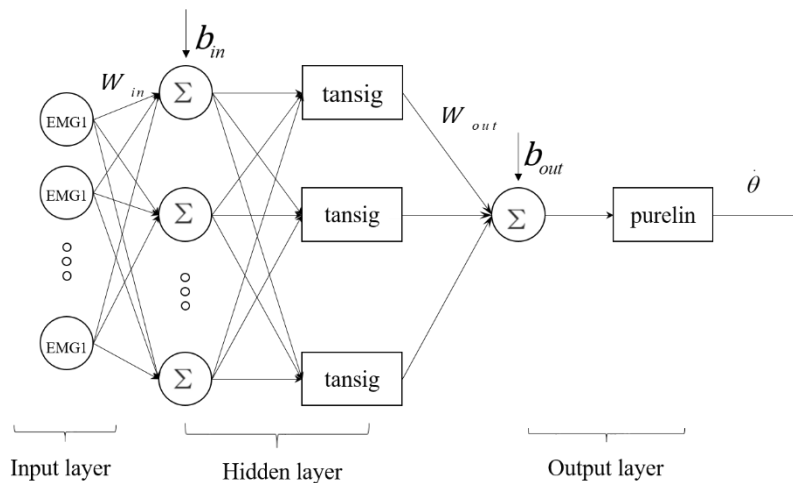 b_in
W_in
Σ
tansig
EMG1
W_out
b_out
EMG1
Σ
tansig
Σ
purelin
θ̇
EMG1
Σ
tansig
Input layer
Hidden layer
Output layer